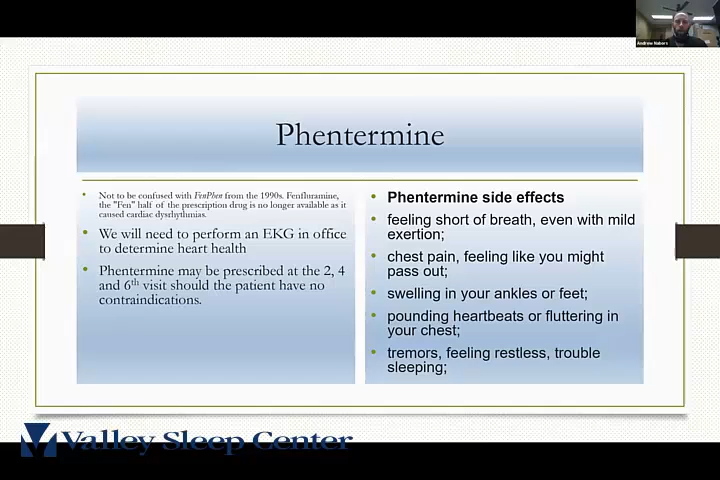 Andrew Nabors
Phentermine
Not to be confused with FenPhen from the 1990s. Fenfluramine,
the "Fen" half of the prescription drug is no longer available as it
caused cardiac dysrhythmias.
We will need to perform an EKG in office
to determine heart health
Phentermine may be prescribed at the 2, 4
and 6th visit should the patient have no
contraindications.
Phentermine side effects
feeling short of breath, even with mild
exertion;
chest pain, feeling like you might
pass out;
swelling in your ankles or feet;
pounding heartbeats or fluttering in
your chest;
tremors, feeling restless, trouble
sleeping;
Valley Sleep Center